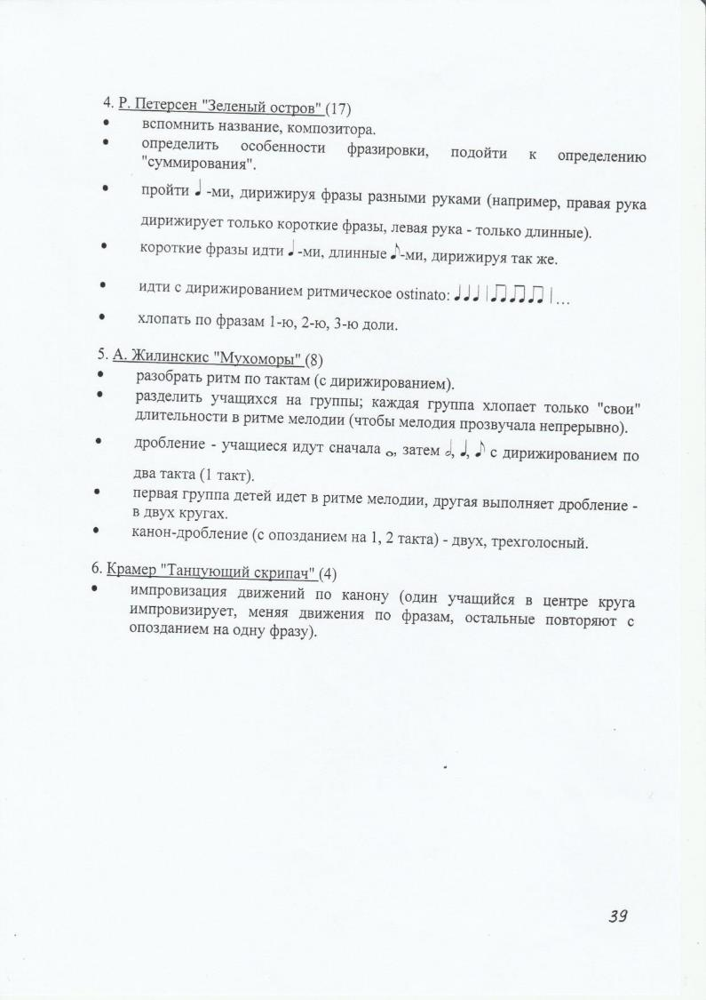 4. Р. Петерсен "Зеленый остров" (17)
• вспомнить название, композитора.
• определить особенности фразировки, подойти к определению
"суммирования".
• пройти ♩ -ми, дирижируя фразы разными руками (например, правая рука
дирижирует только короткие фразы, левая рука - только длинные).
• короткие фразы идти ♩ -ми, длинные ♪-ми, дирижируя так же.
• идти с дирижированием ритмическое ostinato: ♩♩♩ |♫♫♫ |...
• хлопать по фразам 1-ю, 2-ю, 3-ю доли.
5. А. Жилинскис "Мухоморы" (8)
• разобрать ритм по тактам (с дирижированием).
• разделить учащихся на группы; каждая группа хлопает только "свои"
длительности в ритме мелодии (чтобы мелодия прозвучала непрерывно).
• дробление - учащиеся идут сначала 𝅝, затем 𝅗𝅥, ♩, ♪ с дирижированием по
два такта (1 такт).
• первая группа детей идет в ритме мелодии, другая выполняет дробление -
в двух кругах.
• канон-дробление (с опозданием на 1, 2 такта) - двух, трехголосный.
6. Крамер "Танцующий скрипач" (4)
• импровизация движений по канону (один учащийся в центре круга
импровизирует, меняя движения по фразам, остальные повторяют с
опозданием на одну фразу).
39